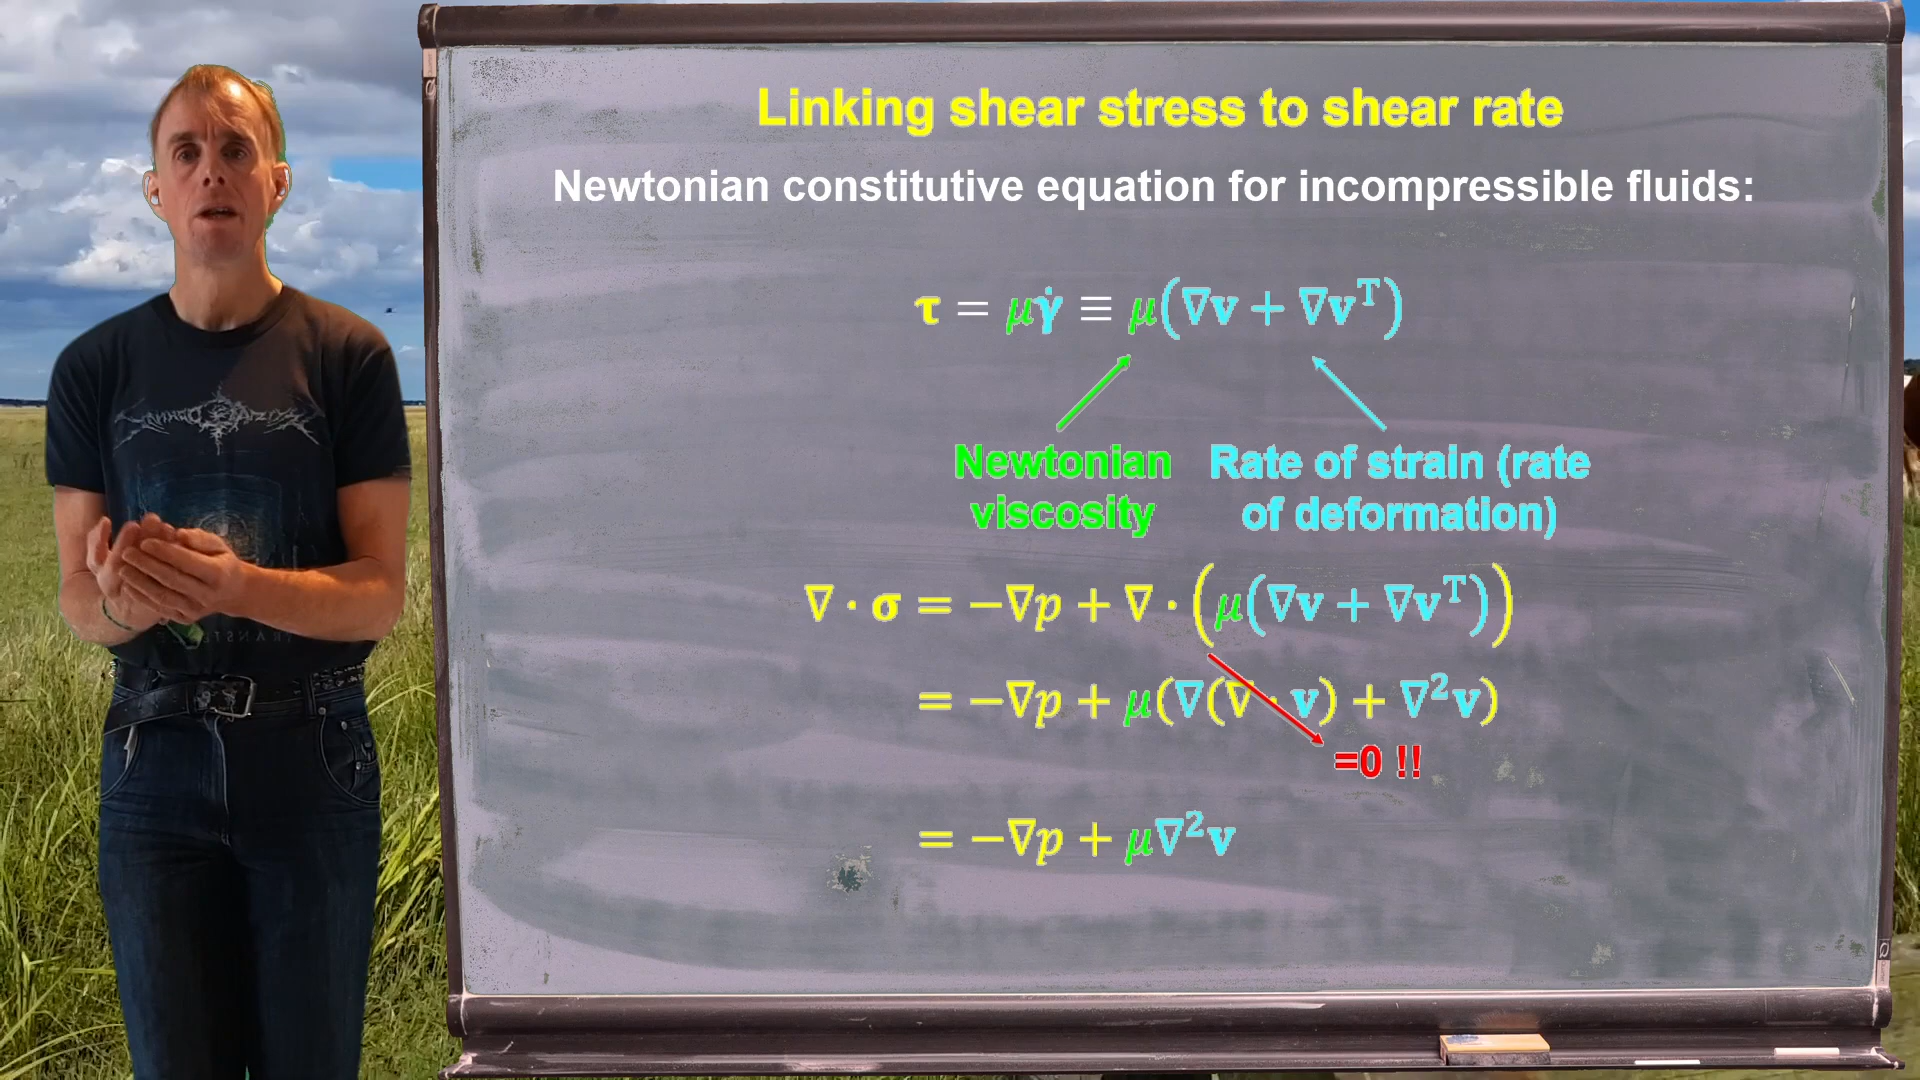 Linking shear stress to shear rate
Newtonian constitutive equation for incompressible fluids:
𝛕 = 𝜇𝛄̇ ≡ 𝜇(∇𝐯 + ∇𝐯ᵀ)
Newtonian
viscosity
Rate of strain (rate
of deformation)
∇ · 𝛔 = −∇𝑝 + ∇ · (𝜇(∇𝐯 + ∇𝐯ᵀ))
= −∇𝑝 + 𝜇(∇(∇ · 𝐯) + ∇²𝐯)
=0 !!
= −∇𝑝 + 𝜇∇²𝐯